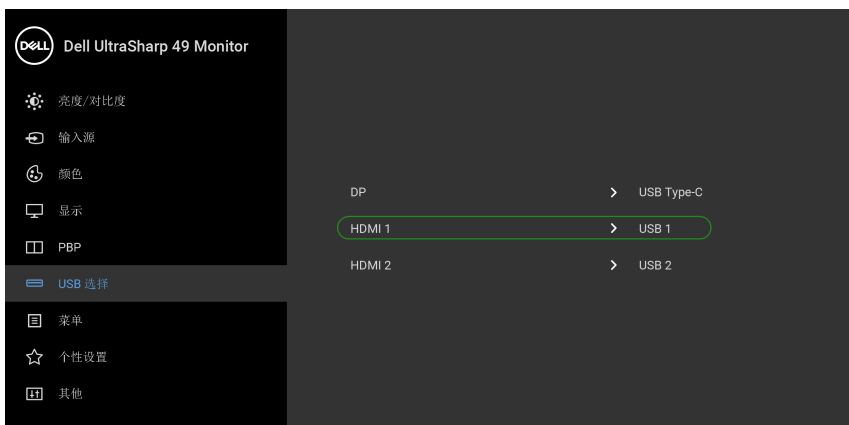 DELL Dell UltraSharp 49 Monitor
亮度/对比度
输入源
颜色
显示
PBP
USB 选择
菜单
个性设置
其他
DP USB Type-C
HDMI 1 USB 1
HDMI 2 USB 2